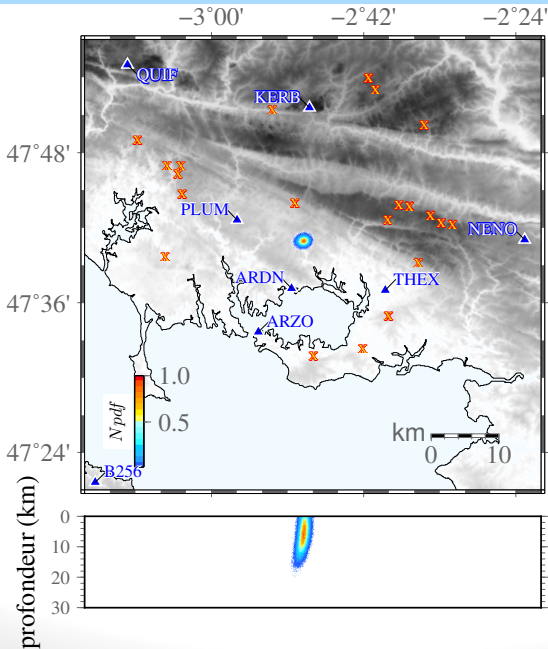 −3°00' −2°42' −2°24'
QUIF
KERB
X X X X
47°48' X
X X X
X
PLUM X X X X X X X NENO
X
ARDN THEX
47°36'
X
ARZO
X X
1.0
Npdf 0.5
km
0 10
47°24'
B256
profondeur (km)
0
10
20
30